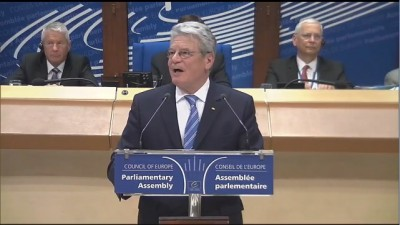 COUNCIL OF EUROPE
CONSEIL DE L'EUROPE
Parliamentary
Assembly
Assemblée
parlementaire